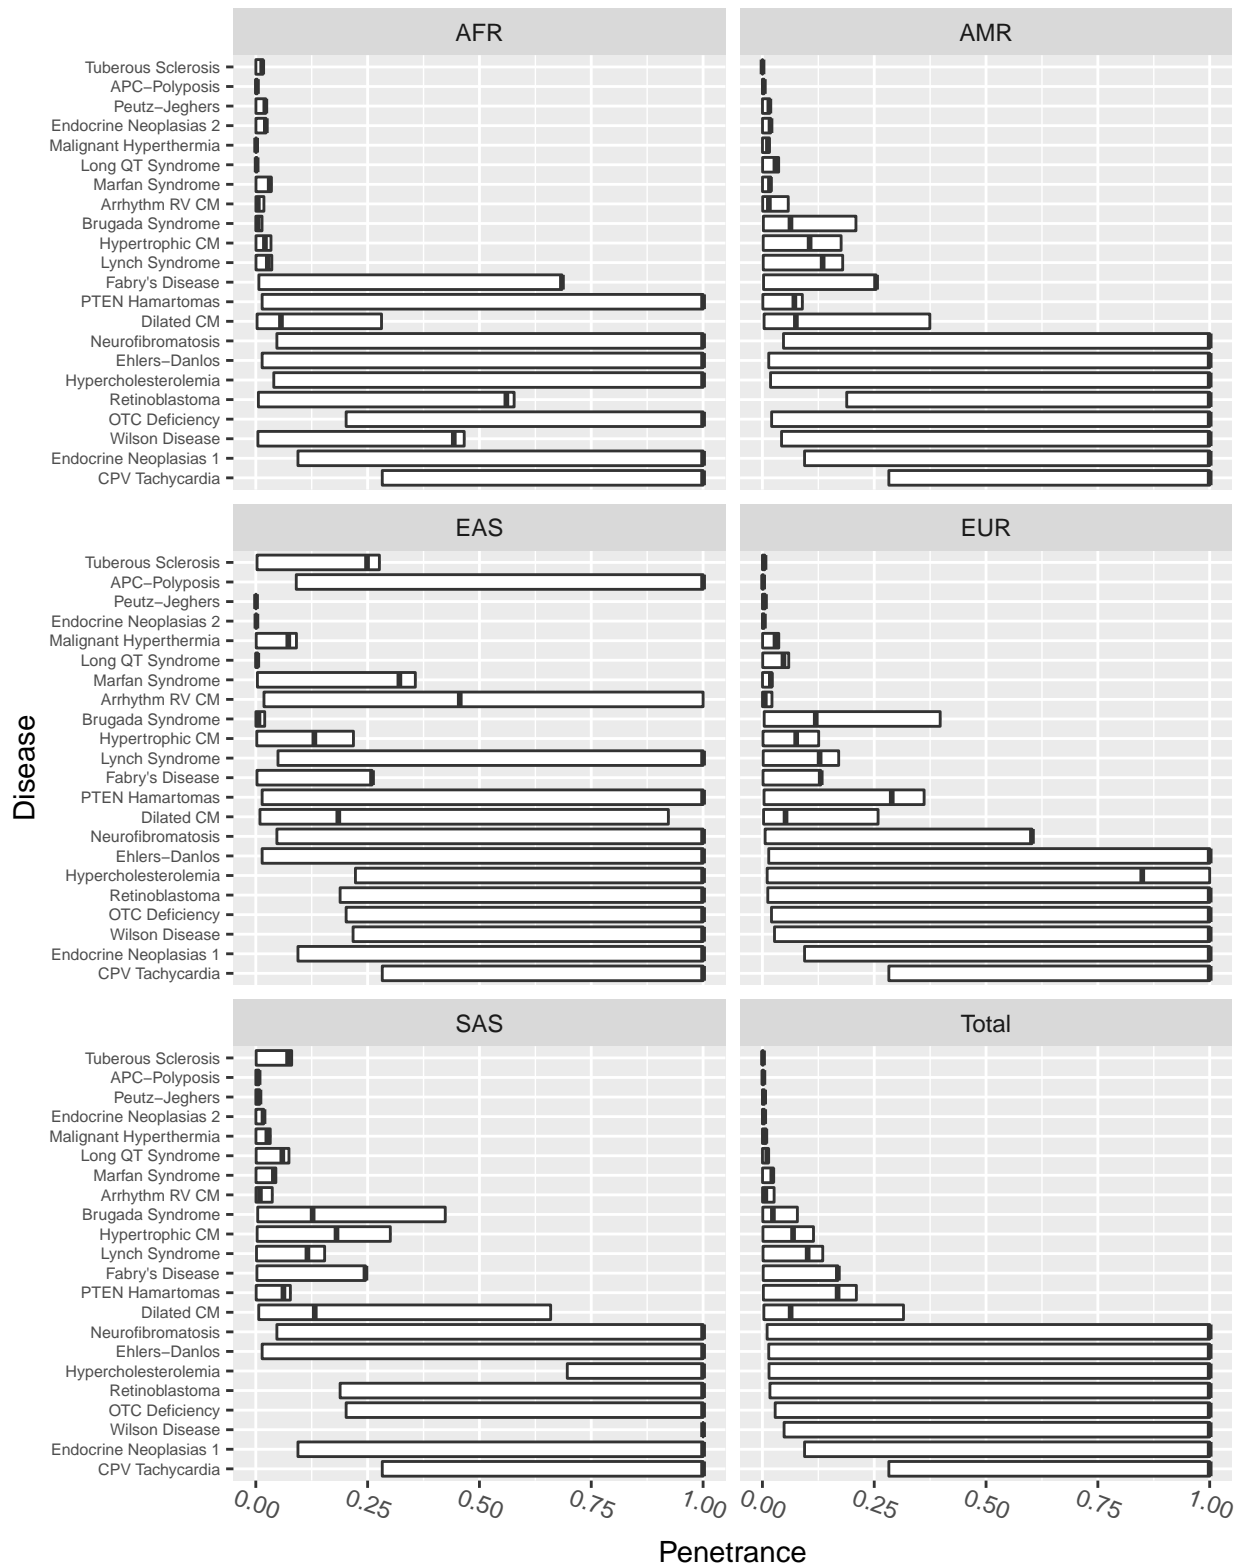 AFR
AMR
Tuberous Sclerosis
APC−Polyposis
Peutz−Jeghers
Endocrine Neoplasias 2
Malignant Hyperthermia
Long QT Syndrome
Marfan Syndrome
Arrhythm RV CM
Brugada Syndrome
Hypertrophic CM
Lynch Syndrome
Fabry's Disease
PTEN Hamartomas
Dilated CM
Neurofibromatosis
Ehlers−Danlos
Hypercholesterolemia
Retinoblastoma
OTC Deficiency
Wilson Disease
Endocrine Neoplasias 1
CPV Tachycardia
EAS
EUR
Tuberous Sclerosis
APC−Polyposis
Peutz−Jeghers
Endocrine Neoplasias 2
Malignant Hyperthermia
Long QT Syndrome
Marfan Syndrome
Arrhythm RV CM
Brugada Syndrome
Hypertrophic CM
Lynch Syndrome
Fabry's Disease
PTEN Hamartomas
Dilated CM
Neurofibromatosis
Ehlers−Danlos
Hypercholesterolemia
Retinoblastoma
OTC Deficiency
Wilson Disease
Endocrine Neoplasias 1
CPV Tachycardia
Disease
SAS
Total
Tuberous Sclerosis
APC−Polyposis
Peutz−Jeghers
Endocrine Neoplasias 2
Malignant Hyperthermia
Long QT Syndrome
Marfan Syndrome
Arrhythm RV CM
Brugada Syndrome
Hypertrophic CM
Lynch Syndrome
Fabry's Disease
PTEN Hamartomas
Dilated CM
Neurofibromatosis
Ehlers−Danlos
Hypercholesterolemia
Retinoblastoma
OTC Deficiency
Wilson Disease
Endocrine Neoplasias 1
CPV Tachycardia
0.00 0.25 0.50 0.75 1.00
0.00 0.25 0.50 0.75 1.00
Penetrance